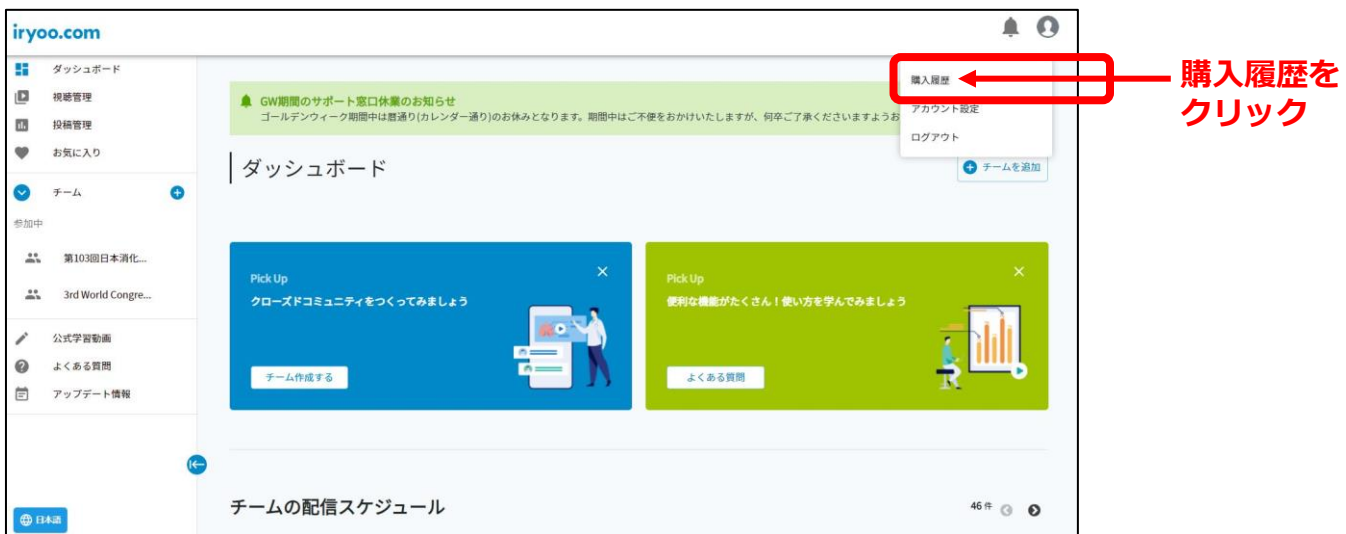 iryoo.com
ダッシュボード
視聴管理
投稿管理
お気に入り
チーム
参加中
第103回日本消化...
3rd World Congre...
公式学習動画
よくある質問
アップデート情報
日本語
購入履歴
アカウント設定
ログアウト
購入履歴を
クリック
GW期間のサポート窓口休業のお知らせ
ゴールデンウィーク期間中は暦通り(カレンダー通り)のお休みとなります。期間中はご不便をおかけいたしますが、何卒ご了承くださいますようお
ダッシュボード
チームを追加
Pick Up
クローズドコミュニティをつくってみましょう
チーム作成する
Pick Up
便利な機能がたくさん！使い方を学んでみましょう
よくある質問
チームの配信スケジュール
46 件